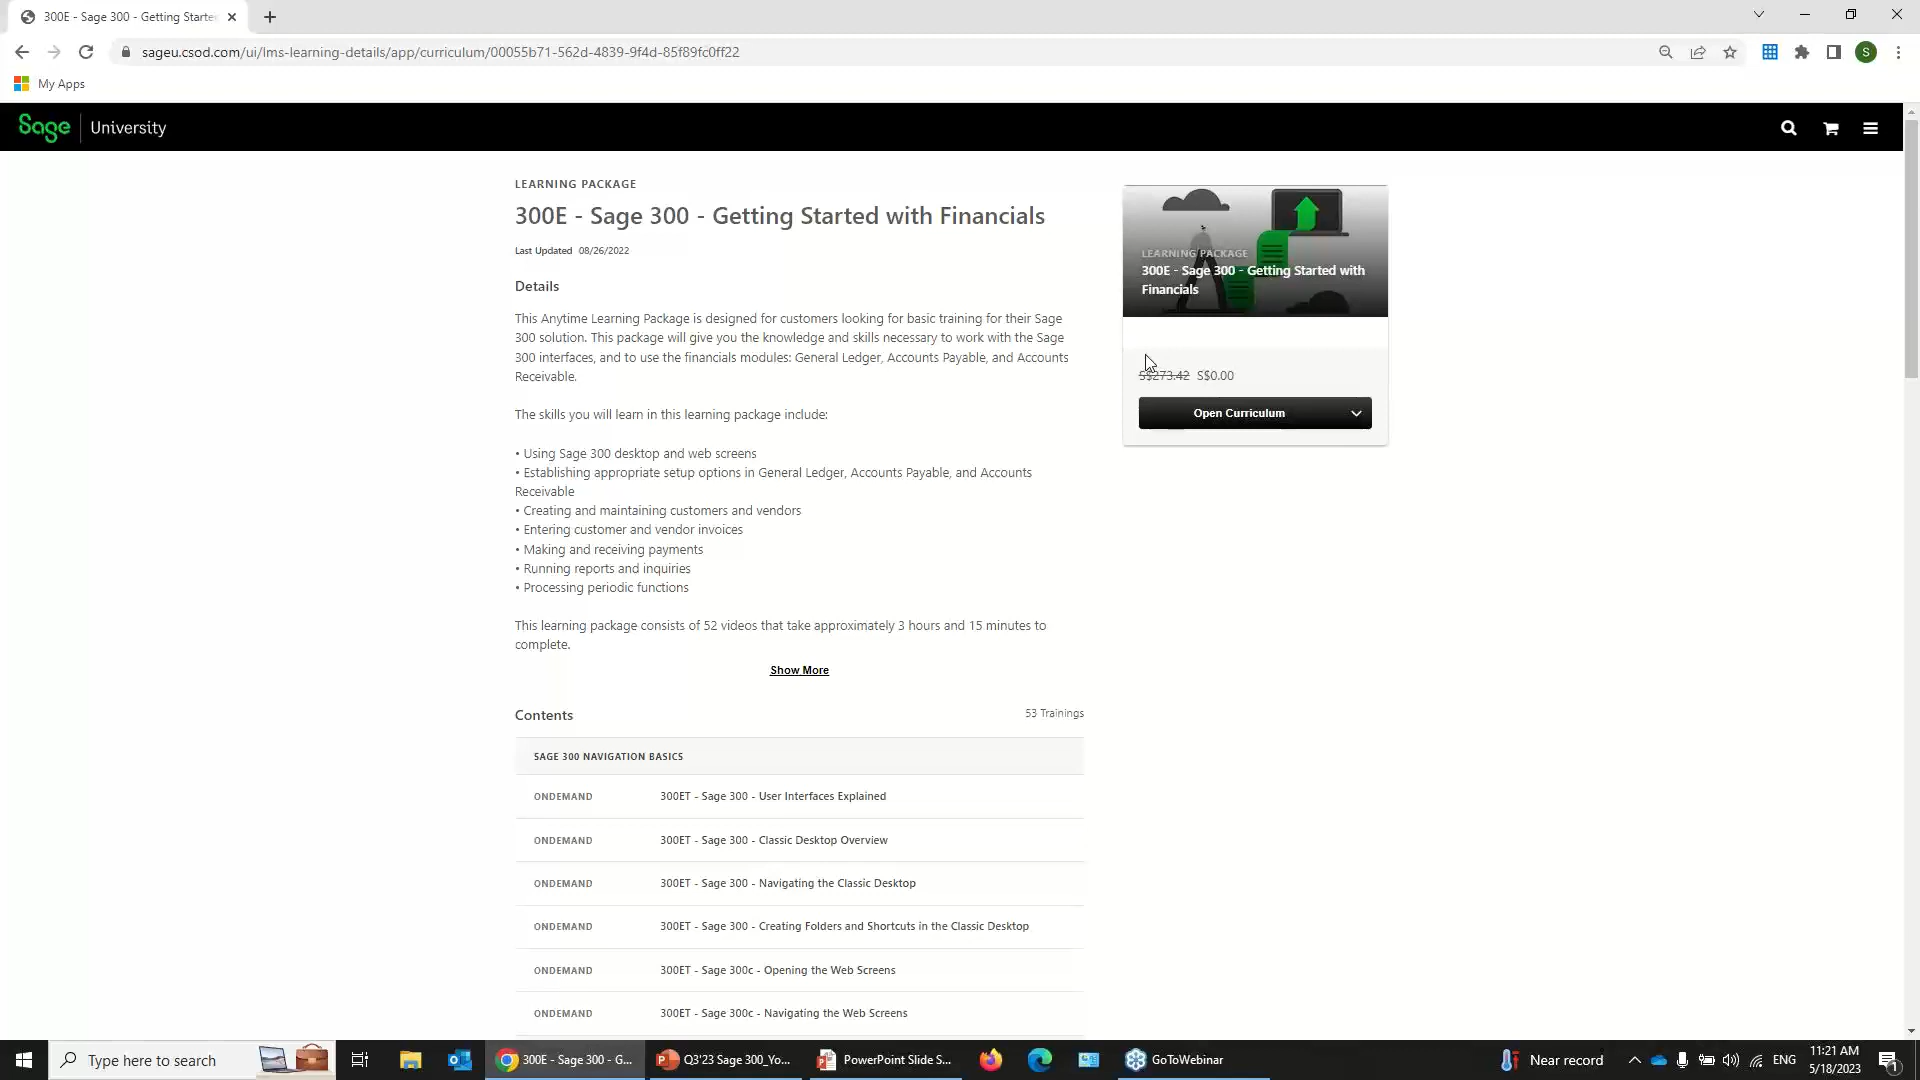 300E - Sage 300 - Getting Starte
sageu.csod.com/ui/lms-learning-details/app/curriculum/00055b71-562d-4839-9f4d-85f89fc0ff22
S
My Apps
Sage University
LEARNING PACKAGE
300E - Sage 300 - Getting Started with Financials
Last Updated 08/26/2022
Details
This Anytime Learning Package is designed for customers looking for basic training for their Sage
300 solution. This package will give you the knowledge and skills necessary to work with the Sage
300 interfaces, and to use the financials modules: General Ledger, Accounts Payable, and Accounts
Receivable.
The skills you will learn in this learning package include:
• Using Sage 300 desktop and web screens
• Establishing appropriate setup options in General Ledger, Accounts Payable, and Accounts
Receivable
• Creating and maintaining customers and vendors
• Entering customer and vendor invoices
• Making and receiving payments
• Running reports and inquiries
• Processing periodic functions
This learning package consists of 52 videos that take approximately 3 hours and 15 minutes to
complete.
Show More
LEARNING PACKAGE
300E - Sage 300 - Getting Started with
Financials
S$273.42 S$0.00
Open Curriculum
Contents
53 Trainings
SAGE 300 NAVIGATION BASICS
ONDEMAND 300ET - Sage 300 - User Interfaces Explained
ONDEMAND 300ET - Sage 300 - Classic Desktop Overview
ONDEMAND 300ET - Sage 300 - Navigating the Classic Desktop
ONDEMAND 300ET - Sage 300 - Creating Folders and Shortcuts in the Classic Desktop
ONDEMAND 300ET - Sage 300c - Opening the Web Screens
ONDEMAND 300ET - Sage 300c - Navigating the Web Screens
Type here to search
300E - Sage 300 - G...
Q3'23 Sage 300_Yo...
PowerPoint Slide S...
GoToWebinar
Near record
ENG
11:21 AM
5/18/2023
1